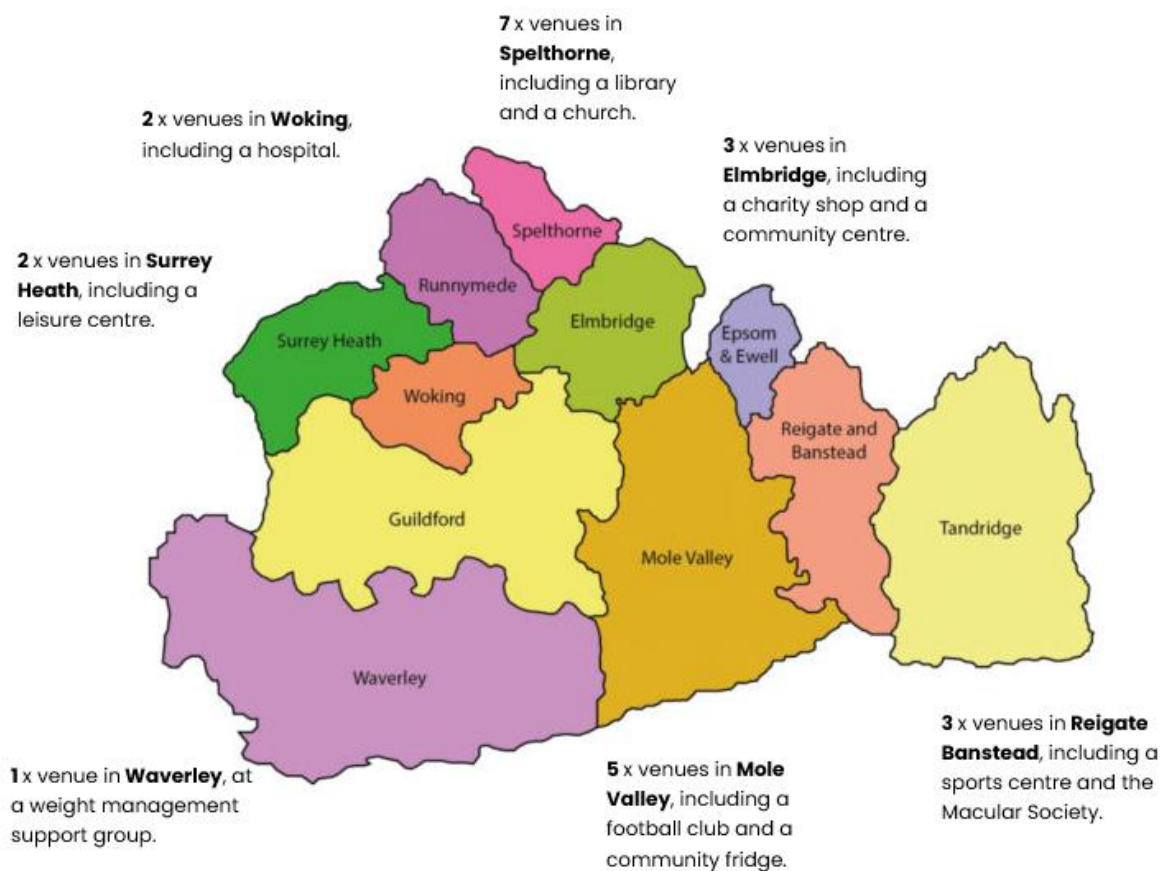 7 x venues in
Spelthorne,
including a library
and a church.
2 x venues in Woking,
including a hospital.
3 x venues in
Elmbridge, including
a charity shop and a
community centre.
2 x venues in Surrey
Heath, including a
leisure centre.
Spelthorne
Runnymede
Elmbridge
Surrey Heath
Epsom
& Ewell
Woking
Reigate and
Banstead
Guildford
Tandridge
Mole Valley
Waverley
1 x venue in Waverley, at
a weight management
support group.
5 x venues in Mole
Valley, including a
football club and a
community fridge.
3 x venues in Reigate
Banstead, including a
sports centre and the
Macular Society.